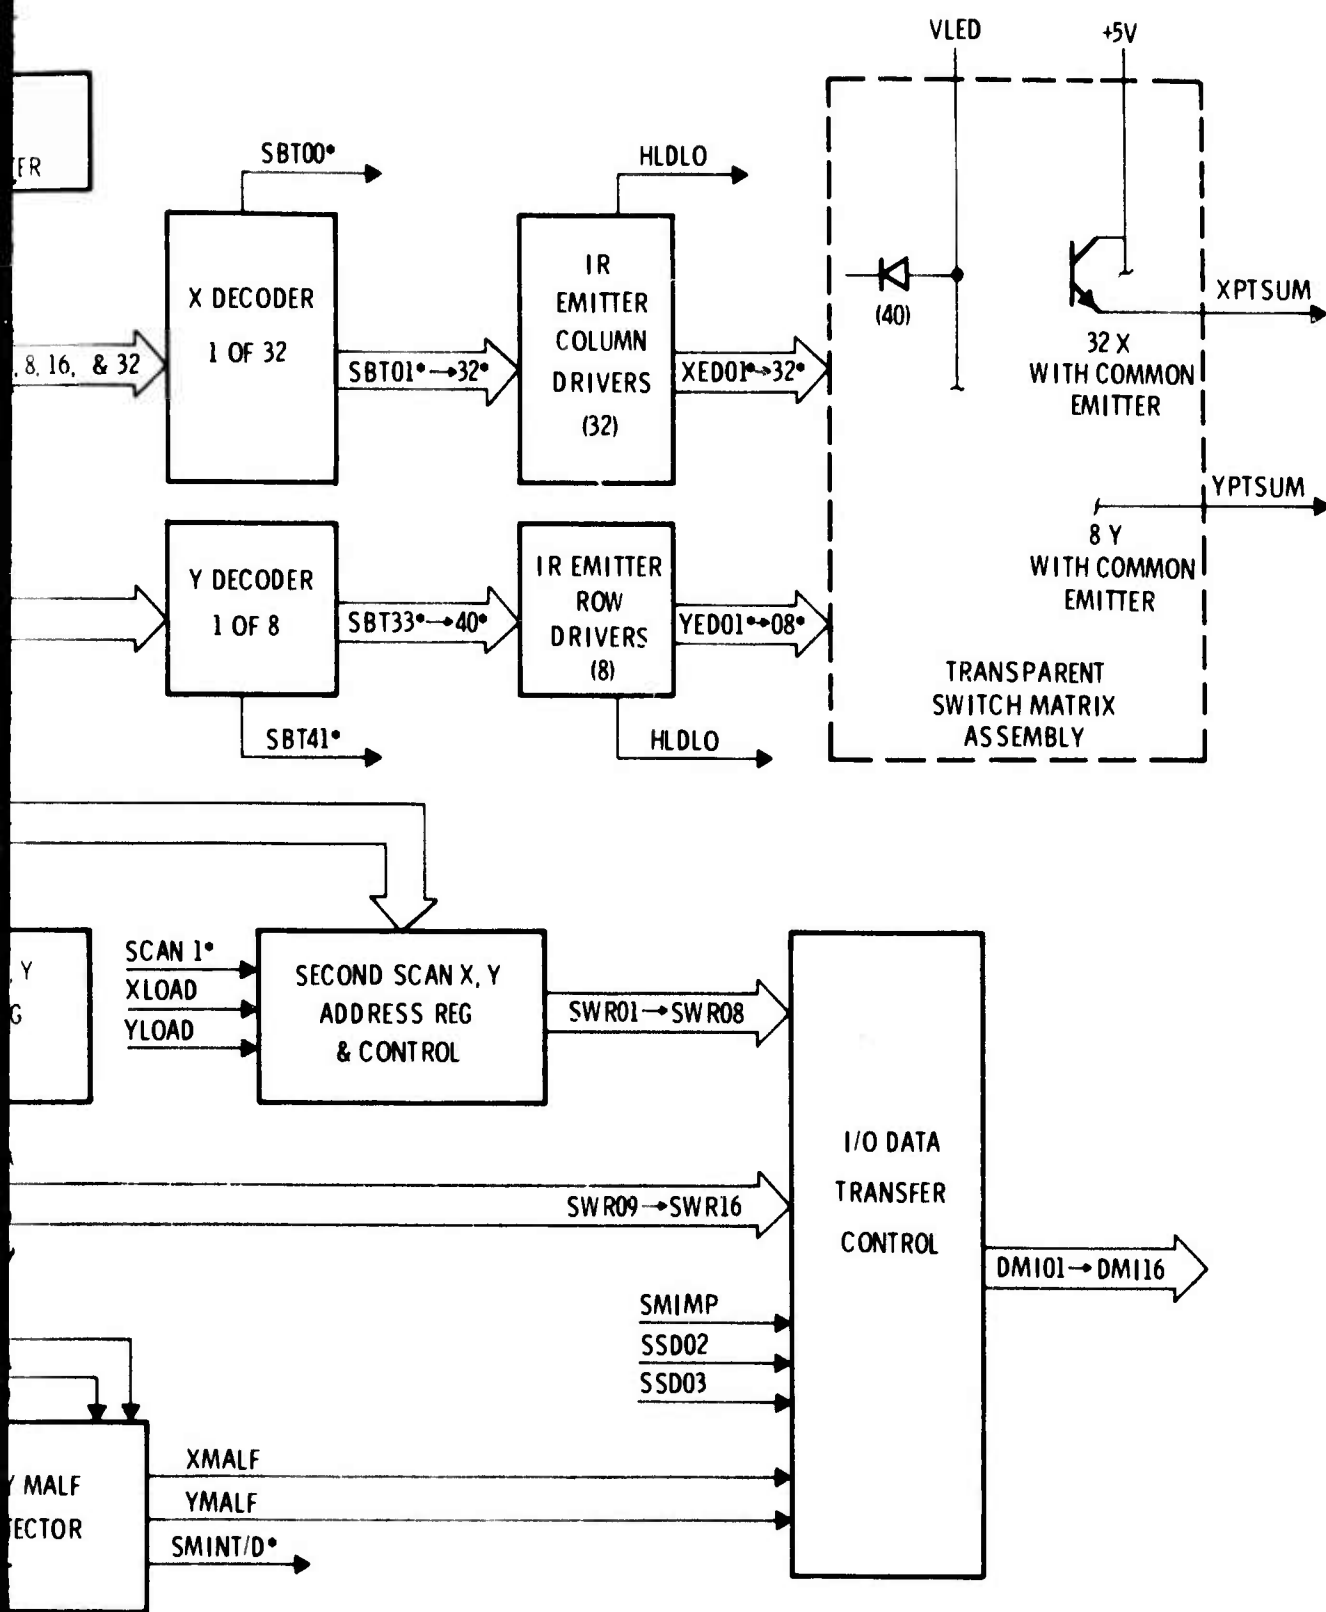 VLED
+5V
SBT00*
HLDLO
X DECODER
1 OF 32
IR
EMITTER
COLUMN
DRIVERS
(32)
(40)
XPTSUM
, 8, 16, & 32
SBT01*→32*
XED01*→32*
32 X
WITH COMMON
EMITTER
YPTSUM
8 Y
WITH COMMON
EMITTER
Y DECODER
1 OF 8
SBT33*→40*
IR EMITTER
ROW
DRIVERS
(8)
YED01*→08*
TRANSPARENT
SWITCH MATRIX
ASSEMBLY
SBT41*
HLDLO
, Y
SCAN 1*
XLOAD
YLOAD
SECOND SCAN X, Y
ADDRESS REG
& CONTROL
SWR01→SWR08
I/O DATA
TRANSFER
CONTROL
SWR09→SWR16
DMI01→DMI16
SMIMP
SSD02
SSD03
Y MALF
XMALF
YMALF
SMINT/D*